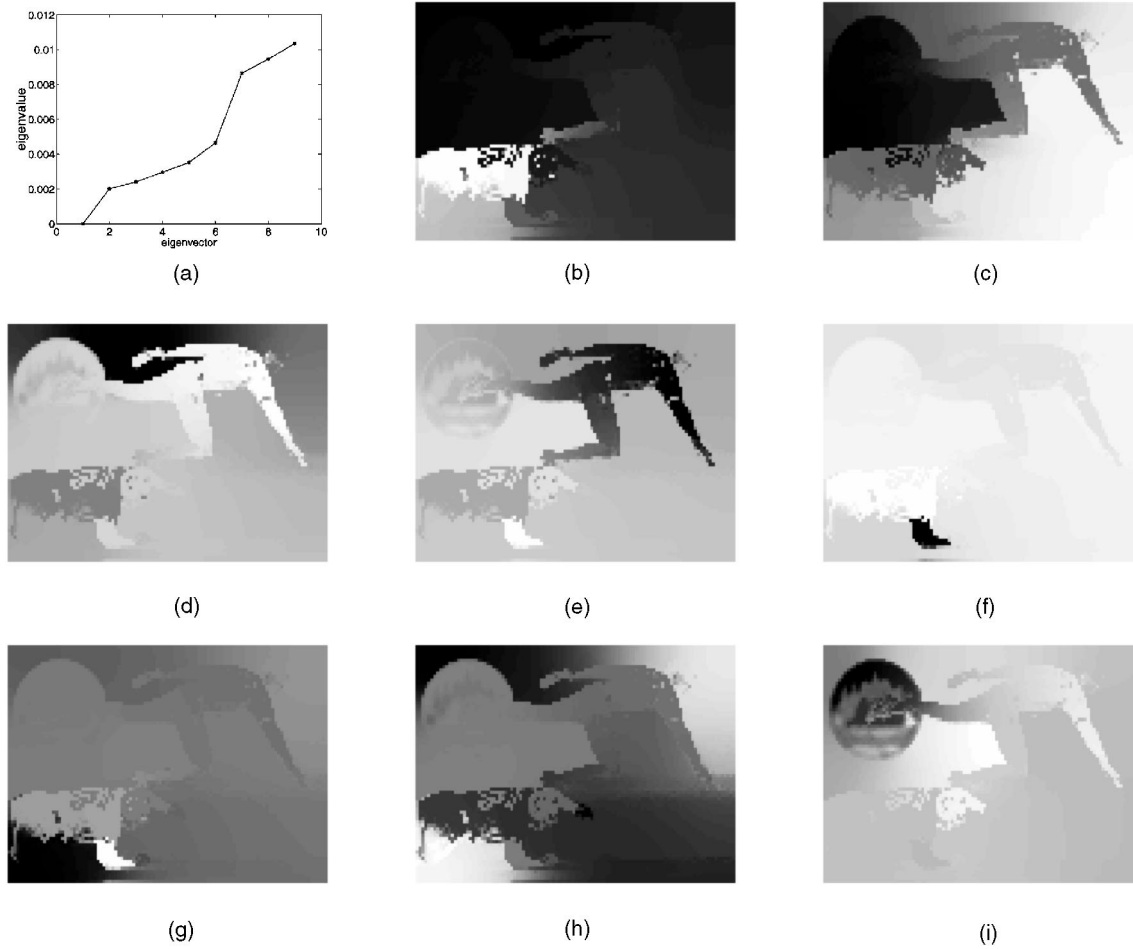 0.012
0.01
0.008
0.006
0.004
0.002
0
eigenvalue
0 2 4 6 8 10
eigenvector
(a)
(b)
(c)
(d)
(e)
(f)
(g)
(h)
(i)